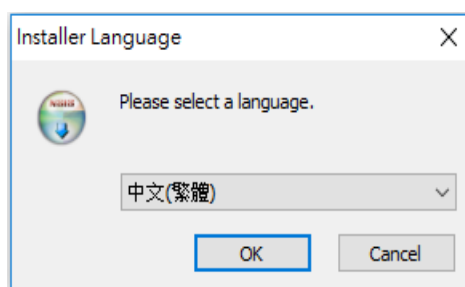 Installer Language
Please select a language.
中文(繁體)
OK
Cancel